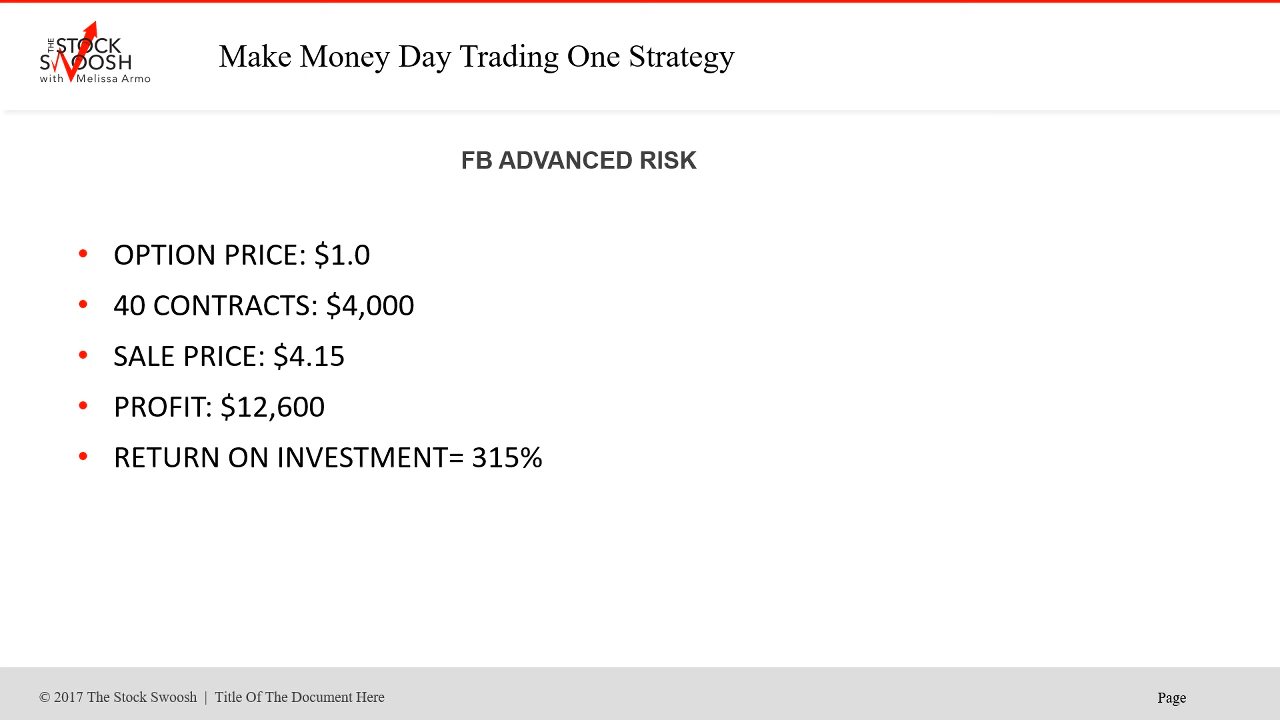 THE STOCK
SWOOSH
with Melissa Armo
Make Money Day Trading One Strategy
FB ADVANCED RISK
• OPTION PRICE: $1.0
• 40 CONTRACTS: $4,000
• SALE PRICE: $4.15
• PROFIT: $12,600
• RETURN ON INVESTMENT= 315%
© 2017 The Stock Swoosh | Title Of The Document Here
Page